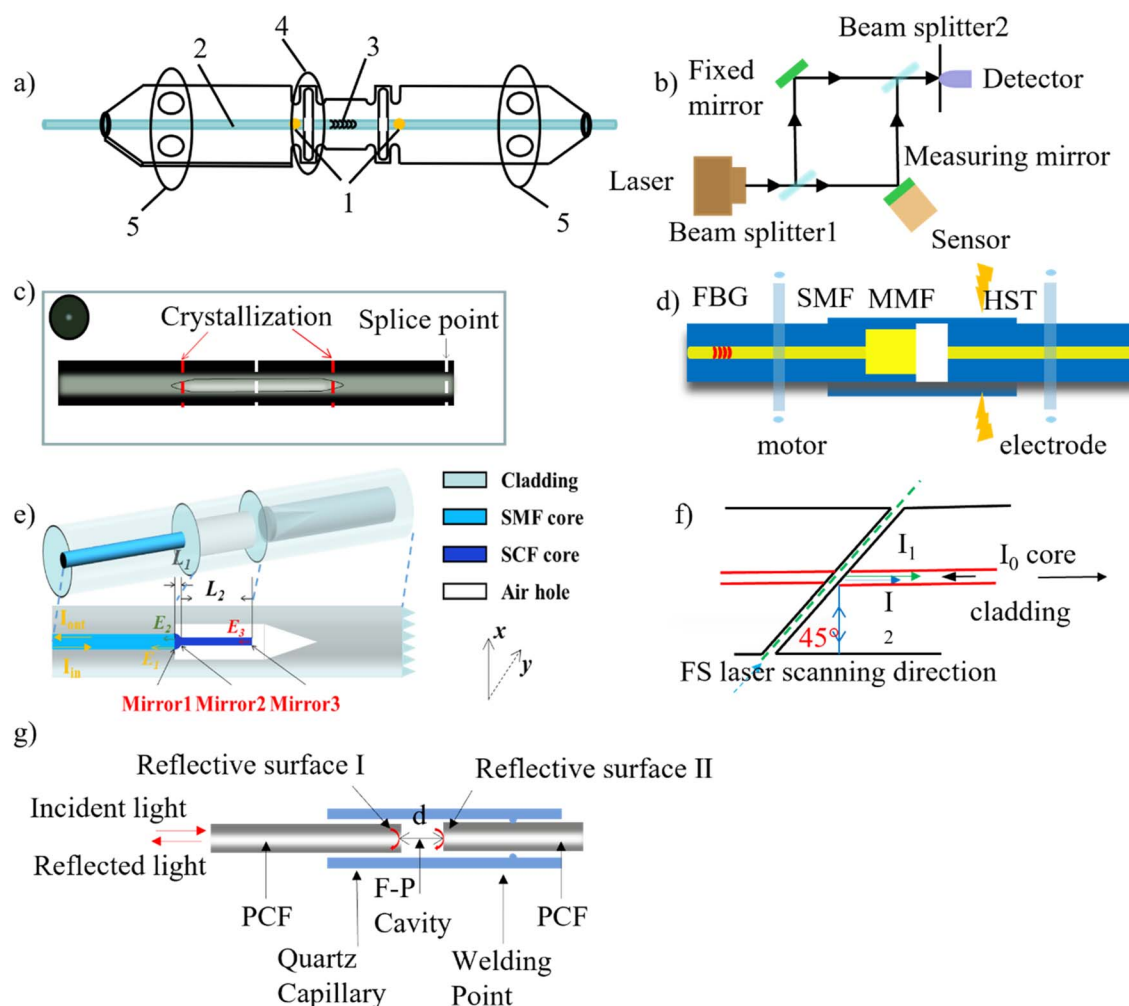 a)
2
4
3
1
5
5
b)
Beam splitter2
Fixed
mirror
Detector
Measuring mirror
Laser
Beam splitter1
Sensor
c)
Crystallization
Splice point
d)
FBG
SMF
MMF
HST
motor
electrode
e)
L1
L2
E2
E1
E3
Iout
Iin
Mirror1 Mirror2 Mirror3
Cladding
SMF core
SCF core
Air hole
x
y
f)
I1
I0 core
I
2
cladding
45°
FS laser scanning direction
g)
Reflective surface I
Reflective surface II
Incident light
d
Reflected light
PCF
F-P
Cavity
PCF
Quartz
Capillary
Welding
Point